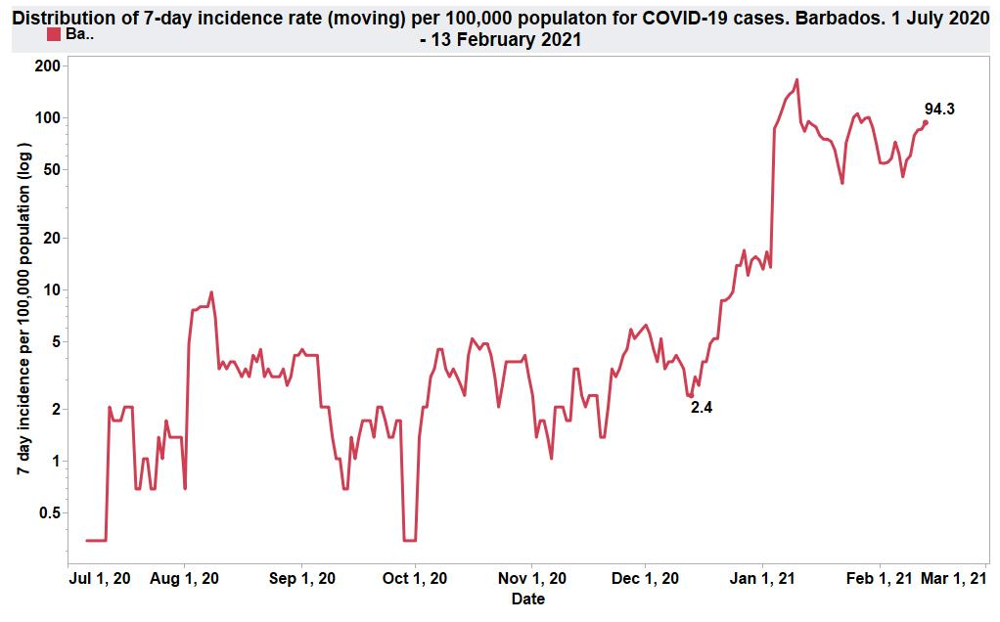 Distribution of 7-day incidence rate (moving) per 100,000 populaton for COVID-19 cases. Barbados. 1 July 2020
- 13 February 2021
Ba..
200
100
50
20
10
5
2
1
0.5
7 day incidence per 100,000 population (log )
94.3
2.4
Jul 1, 20 Aug 1, 20 Sep 1, 20 Oct 1, 20 Nov 1, 20 Dec 1, 20 Jan 1, 21 Feb 1, 21 Mar 1, 21
Date